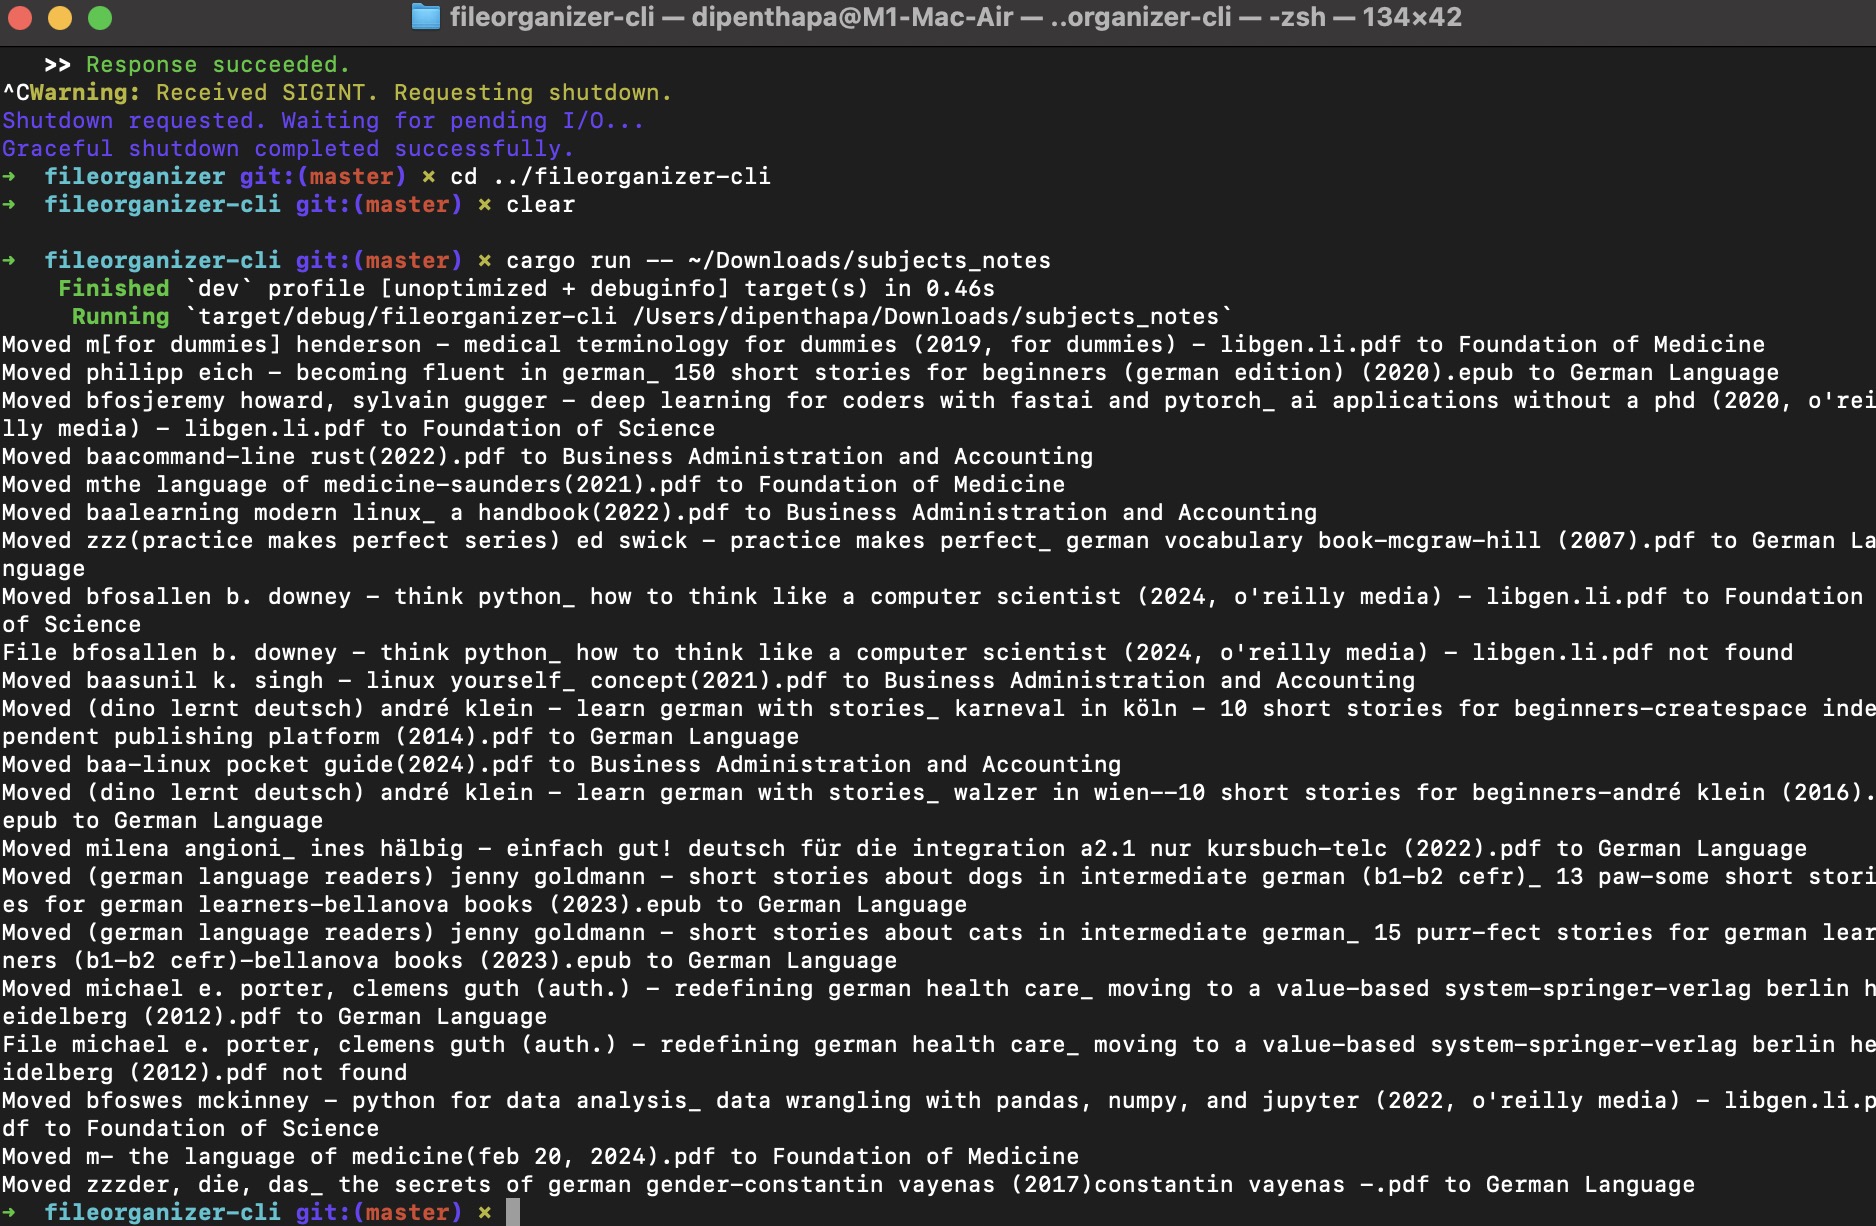 fileorganizer-cli — dipenthapa@M1-Mac-Air — ..organizer-cli — -zsh — 134×42
>> Response succeeded.
^CWarning: Received SIGINT. Requesting shutdown.
Shutdown requested. Waiting for pending I/O...
Graceful shutdown completed successfully.
➜  fileorganizer git:(master) × cd ../fileorganizer-cli
➜  fileorganizer-cli git:(master) × clear
➜  fileorganizer-cli git:(master) × cargo run -- ~/Downloads/subjects_notes
Finished `dev` profile [unoptimized + debuginfo] target(s) in 0.46s
Running `target/debug/fileorganizer-cli /Users/dipenthapa/Downloads/subjects_notes`
Moved m[for dummies] henderson - medical terminology for dummies (2019, for dummies) - libgen.li.pdf to Foundation of Medicine
Moved philipp eich - becoming fluent in german_ 150 short stories for beginners (german edition) (2020).epub to German Language
Moved bfosjeremy howard, sylvain gugger - deep learning for coders with fastai and pytorch_ ai applications without a phd (2020, o'rei
lly media) - libgen.li.pdf to Foundation of Science
Moved baacommand-line rust(2022).pdf to Business Administration and Accounting
Moved mthe language of medicine-saunders(2021).pdf to Foundation of Medicine
Moved baalearning modern linux_ a handbook(2022).pdf to Business Administration and Accounting
Moved zzz(practice makes perfect series) ed swick - practice makes perfect_ german vocabulary book-mcgraw-hill (2007).pdf to German La
nguage
Moved bfosallen b. downey - think python_ how to think like a computer scientist (2024, o'reilly media) - libgen.li.pdf to Foundation
of Science
File bfosallen b. downey - think python_ how to think like a computer scientist (2024, o'reilly media) - libgen.li.pdf not found
Moved baasunil k. singh - linux yourself_ concept(2021).pdf to Business Administration and Accounting
Moved (dino lernt deutsch) andré klein - learn german with stories_ karneval in köln - 10 short stories for beginners-createspace inde
pendent publishing platform (2014).pdf to German Language
Moved baa-linux pocket guide(2024).pdf to Business Administration and Accounting
Moved (dino lernt deutsch) andré klein - learn german with stories_ walzer in wien--10 short stories for beginners-andré klein (2016).
epub to German Language
Moved milena angioni_ ines hälbig - einfach gut! deutsch für die integration a2.1 nur kursbuch-telc (2022).pdf to German Language
Moved (german language readers) jenny goldmann - short stories about dogs in intermediate german (b1-b2 cefr)_ 13 paw-some short stori
es for german learners-bellanova books (2023).epub to German Language
Moved (german language readers) jenny goldmann - short stories about cats in intermediate german_ 15 purr-fect stories for german lear
ners (b1-b2 cefr)-bellanova books (2023).epub to German Language
Moved michael e. porter, clemens guth (auth.) - redefining german health care_ moving to a value-based system-springer-verlag berlin h
eidelberg (2012).pdf to German Language
File michael e. porter, clemens guth (auth.) - redefining german health care_ moving to a value-based system-springer-verlag berlin he
idelberg (2012).pdf not found
Moved bfoswes mckinney - python for data analysis_ data wrangling with pandas, numpy, and jupyter (2022, o'reilly media) - libgen.li.p
df to Foundation of Science
Moved m- the language of medicine(feb 20, 2024).pdf to Foundation of Medicine
Moved zzzder, die, das_ the secrets of german gender-constantin vayenas (2017)constantin vayenas -.pdf to German Language
➜  fileorganizer-cli git:(master) ×